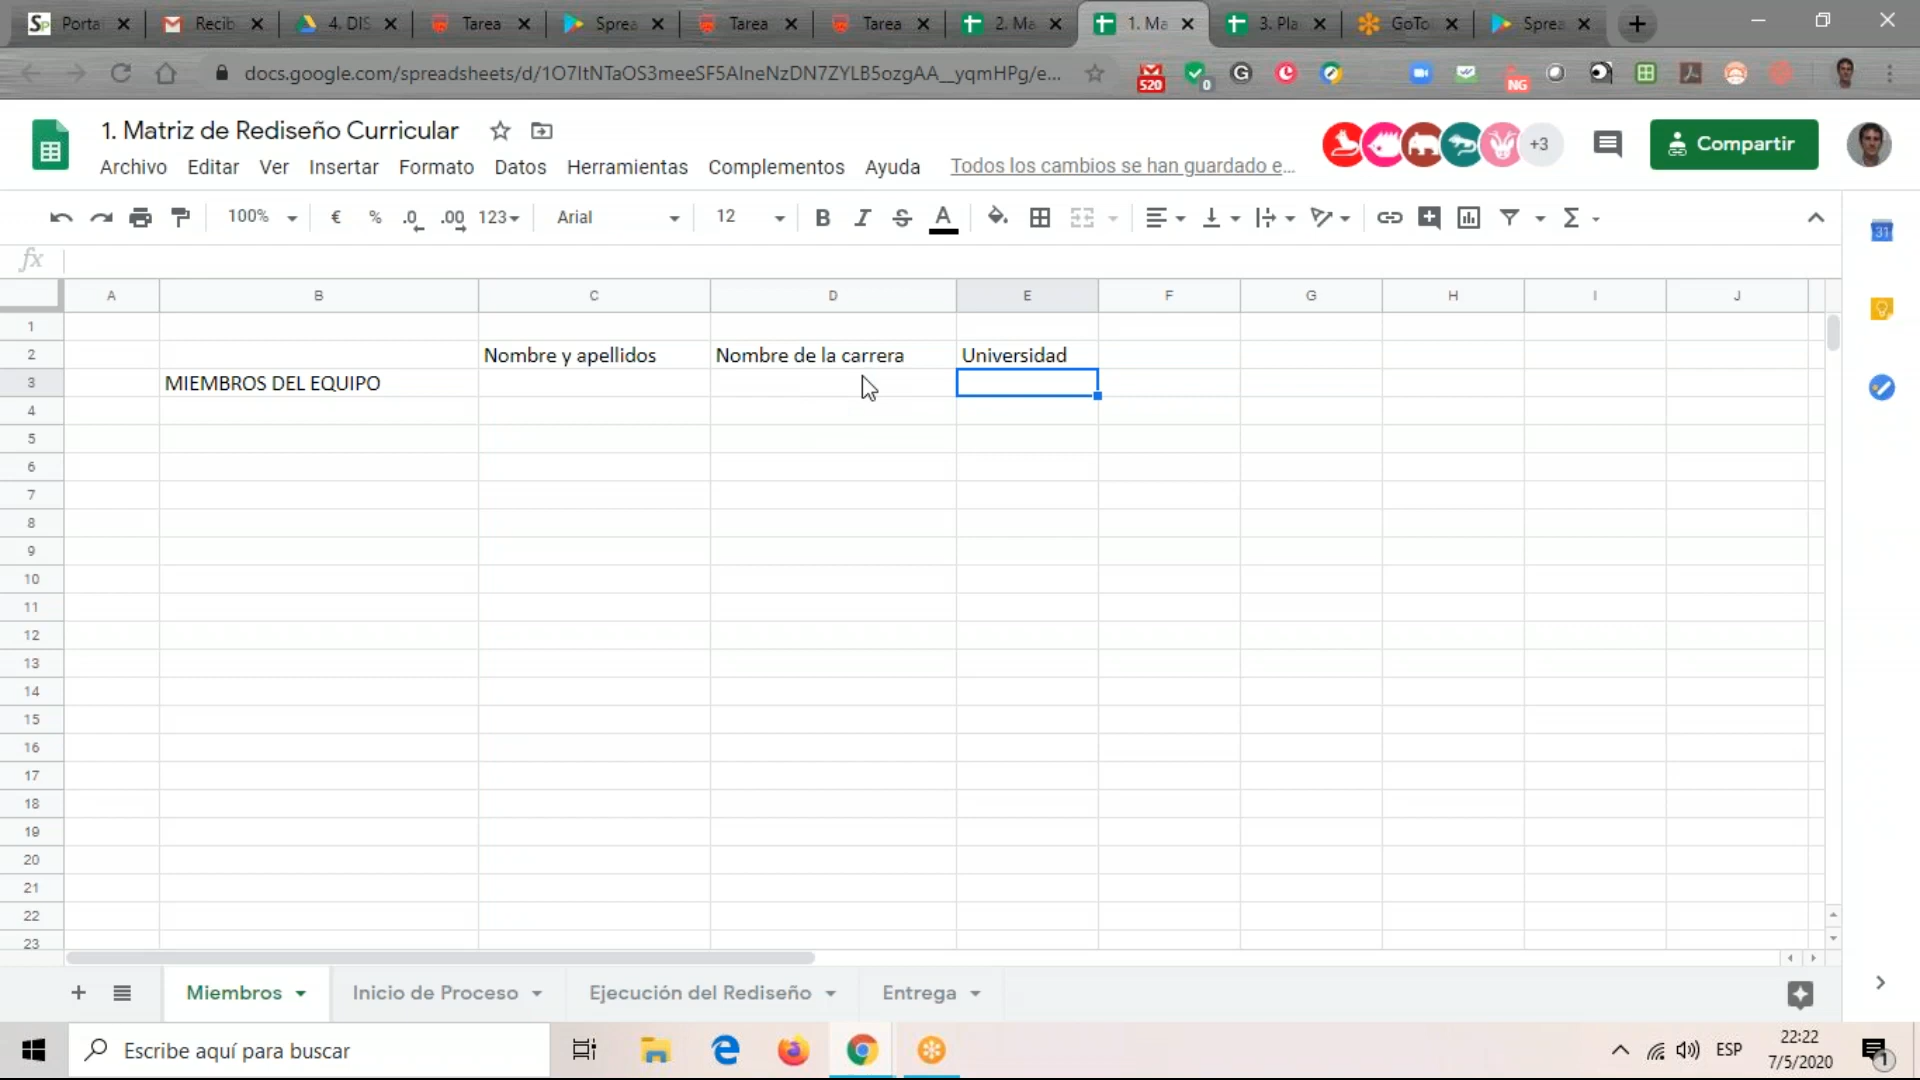 Porta
Recib
4. DIS
Tarea
Sprea
Tarea
Tarea
2. Ma
1. Ma
3. Pla
GoTo
Sprea
docs.google.com/spreadsheets/d/1O7ItNTaOS3meeSF5AIneNzDN7ZYLB5ozgAA__yqmHPg/e...
520
0
NG
1. Matriz de Rediseño Curricular
Archivo Editar Ver Insertar Formato Datos Herramientas Complementos Ayuda Todos los cambios se han guardado e...
+3
Compartir
100% € % .0 .00 123 Arial 12 B I S A
31
fx
A B C D E F G H I J
1
2 Nombre y apellidos Nombre de la carrera Universidad
3 MIEMBROS DEL EQUIPO
4
5
6
7
8
9
10
11
12
13
14
15
16
17
18
19
20
21
22
23
Miembros Inicio de Proceso Ejecución del Rediseño Entrega
Escribe aquí para buscar
ESP
22:22
7/5/2020
1